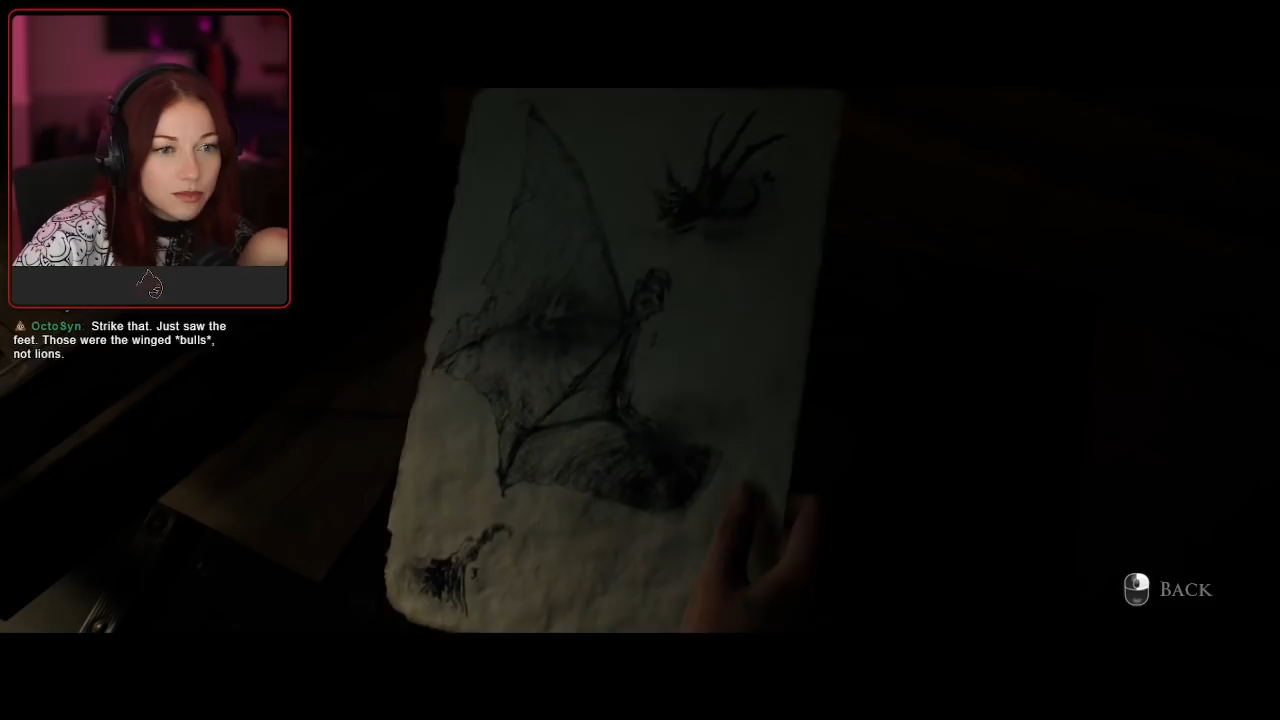 OctoSyn: Strike that. Just saw the
feet. Those were the winged *bulls*,
not lions.
BACK